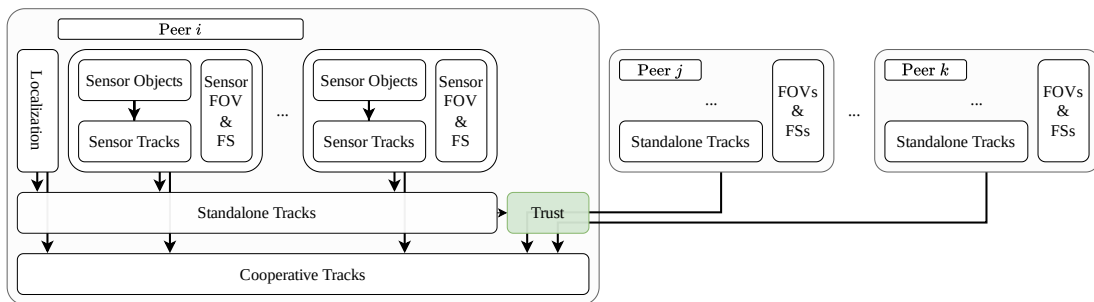 Peer i
Localization
Sensor Objects
Sensor Tracks
Sensor
FOV
&
FS
...
Sensor Objects
Sensor Tracks
Sensor
FOV
&
FS
Standalone Tracks
Trust
Cooperative Tracks
Peer j
...
Standalone Tracks
FOVs
&
FSs
...
Peer k
...
Standalone Tracks
FOVs
&
FSs